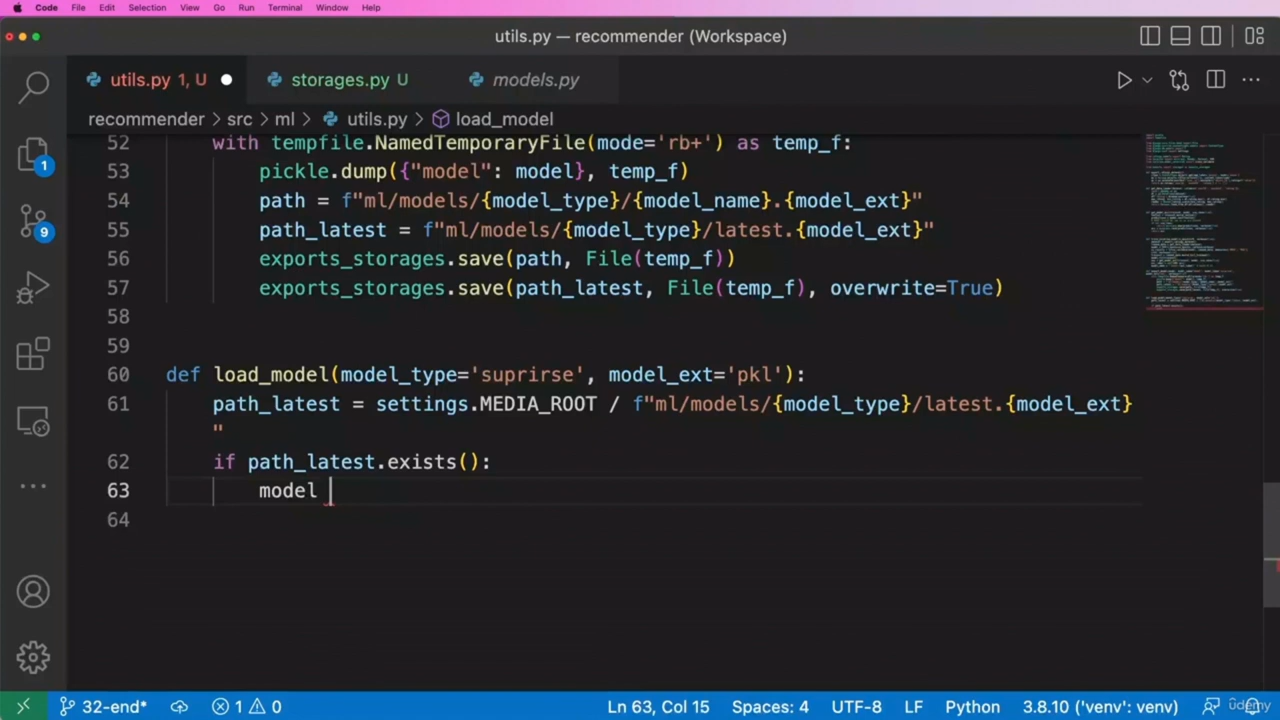 Code File Edit Selection View Go Run Terminal Window Help
utils.py — recommender (Workspace)
utils.py 1, U storages.py U models.py
recommender > src > ml > utils.py > load_model
52 with tempfile.NamedTemporaryFile(mode='rb+') as temp_f:
53 pickle.dump({"model": model}, temp_f)
54 path = f"ml/models/{model_type}/{model_name}.{model_ext}"
55 path_latest = f"ml/models/{model_type}/latest.{model_ext}"
56 exports_storages.save(path, File(temp_f))
57 exports_storages.save(path_latest, File(temp_f), overwrite=True)
58
59
60 def load_model(model_type='suprirse', model_ext='pkl'):
61 path_latest = settings.MEDIA_ROOT / f"ml/models/{model_type}/latest.{model_ext}
"
62 if path_latest.exists():
63 model
64
1
9
32-end* 1 0 Ln 63, Col 15 Spaces: 4 UTF-8 LF Python 3.8.10 ('venv': venv)
udemy